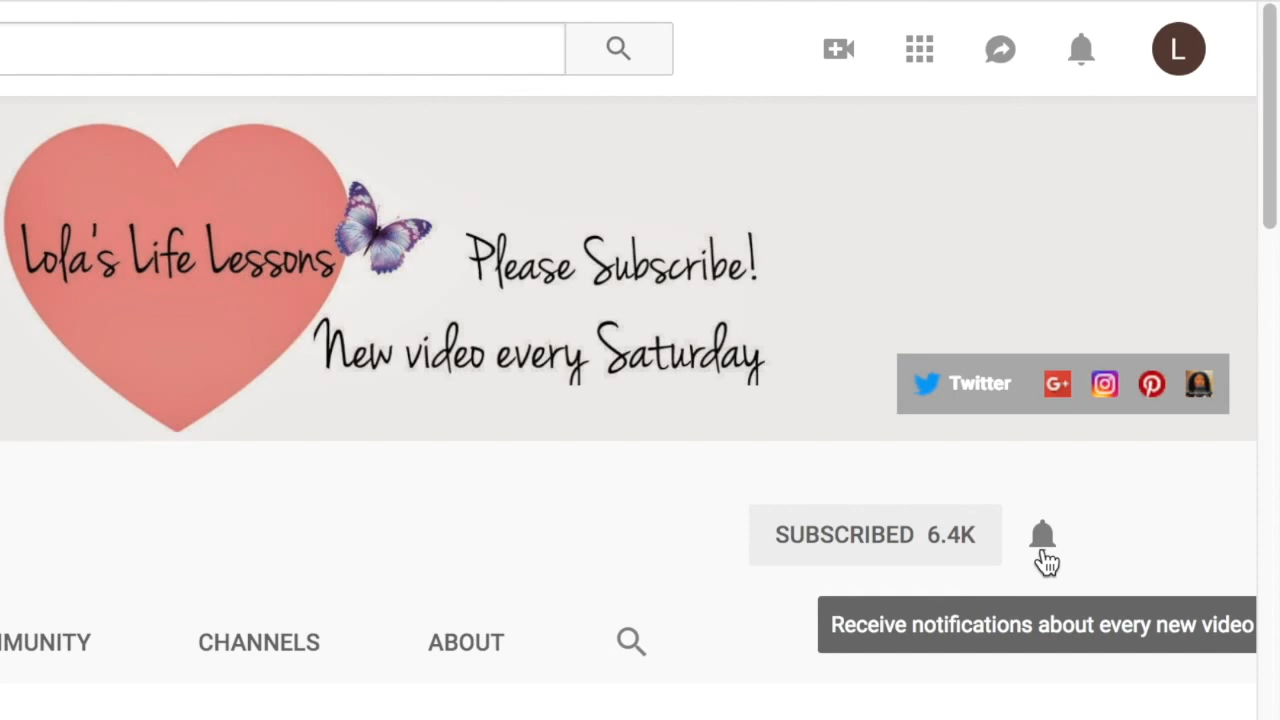 L
Lola's Life Lessons
Please Subscribe!
New video every Saturday
Twitter
G+
SUBSCRIBED 6.4K
Receive notifications about every new video
MUNITY CHANNELS ABOUT